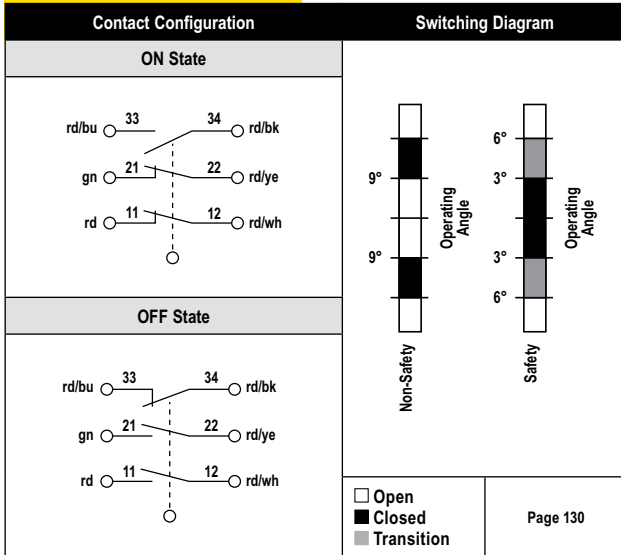 Contact Configuration
Switching Diagram
ON State
rd/bu 33 34 rd/bk
gn 21 22 rd/ye
rd 11 12 rd/wh
OFF State
rd/bu 33 34 rd/bk
gn 21 22 rd/ye
rd 11 12 rd/wh
9°
9°
Operating
Angle
Non-Safety
6°
3°
3°
6°
Operating
Angle
Safety
Open
Closed
Transition
Page 130